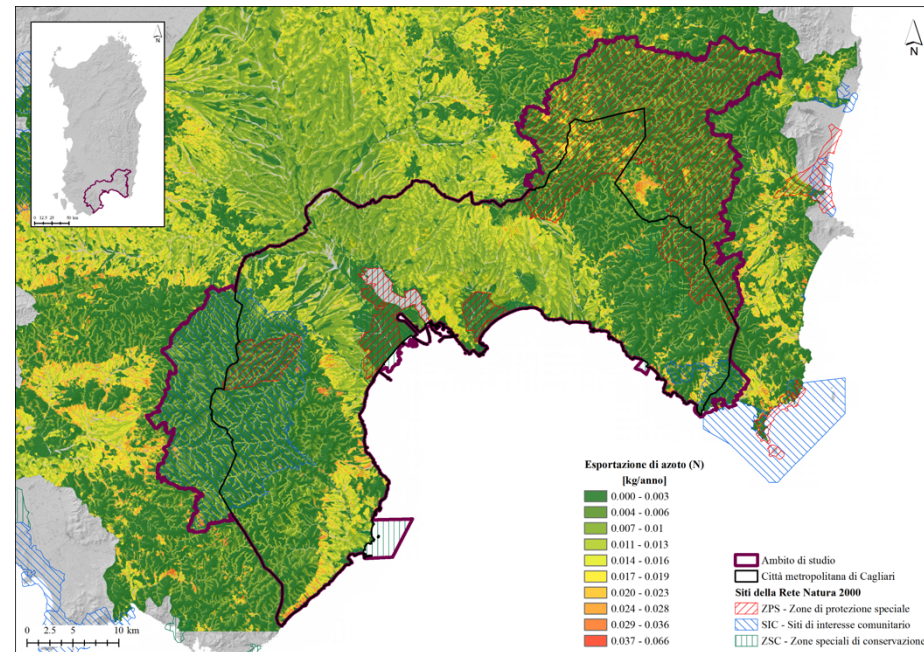 N
N
0 12.5 25 50 km
Esportazione di azoto (N)
[kg/anno]
0.000 - 0.003
0.004 - 0.006
0.007 - 0.01
0.011 - 0.013
0.014 - 0.016
0.017 - 0.019
0.020 - 0.023
0.024 - 0.028
0.029 - 0.036
0.037 - 0.066
Ambito di studio
Città metropolitana di Cagliari
Siti della Rete Natura 2000
ZPS - Zone di protezione speciale
SIC - Siti di interesse comunitario
ZSC - Zone speciali di conservazione
0 2.5 5 10 km